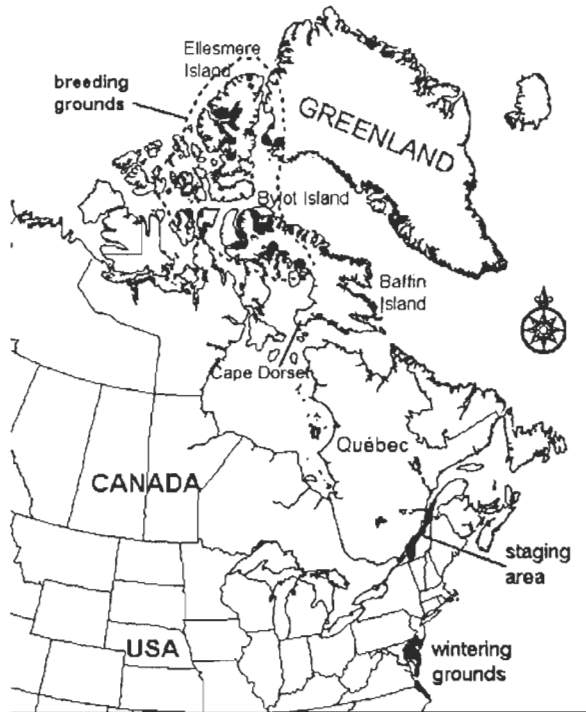 Ellesmere
Island
breeding
grounds
GREENLAND
Bylot Island
Baffin
Island
Cape Dorset
Québec
CANADA
staging
area
USA
wintering
grounds